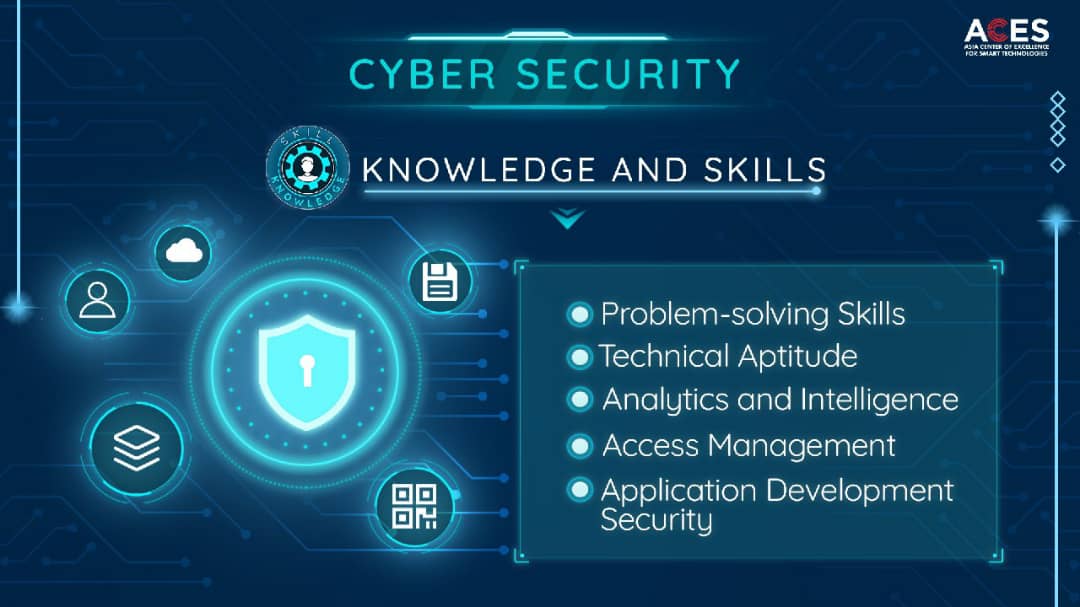 ACES
ASIA CENTER OF EXCELLENCE
FOR SMART TECHNOLOGIES
CYBER SECURITY
SKILL
KNOWLEDGE
KNOWLEDGE AND SKILLS
Problem-solving Skills
Technical Aptitude
Analytics and Intelligence
Access Management
Application Development
Security